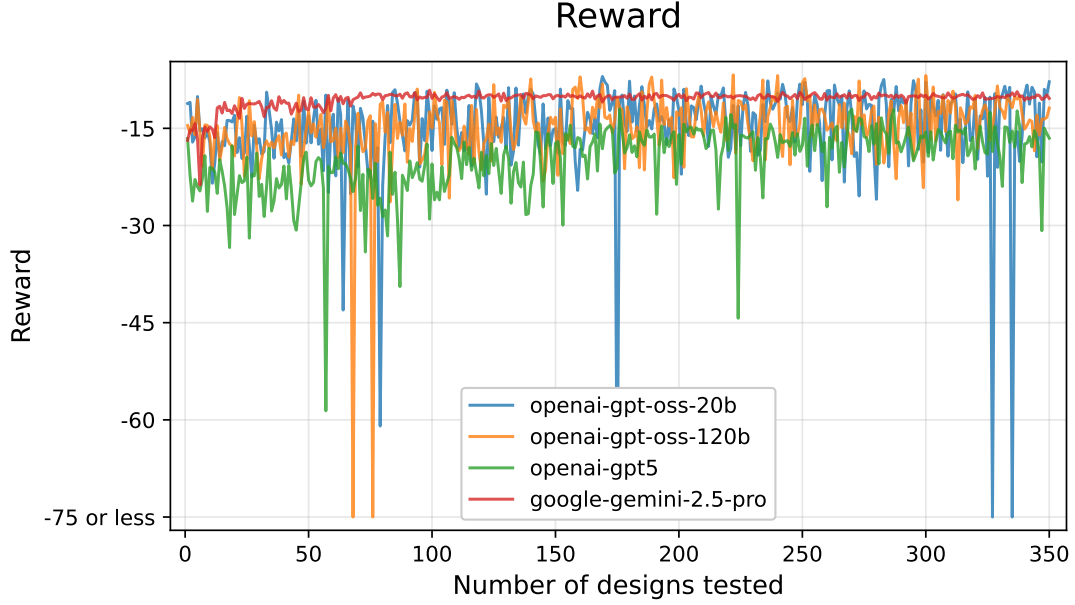 Reward
Reward
-15
-30
-45
-60
-75 or less
openai-gpt-oss-20b
openai-gpt-oss-120b
openai-gpt5
google-gemini-2.5-pro
0 50 100 150 200 250 300 350
Number of designs tested